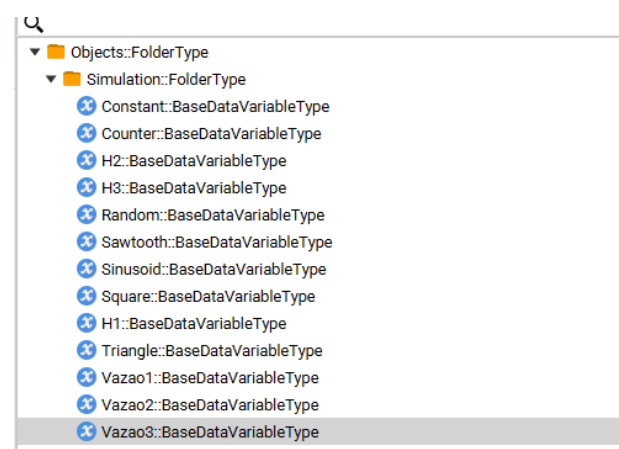 Objects::FolderType
Simulation::FolderType
Constant::BaseDataVariableType
Counter::BaseDataVariableType
H2::BaseDataVariableType
H3::BaseDataVariableType
Random::BaseDataVariableType
Sawtooth::BaseDataVariableType
Sinusoid::BaseDataVariableType
Square::BaseDataVariableType
H1::BaseDataVariableType
Triangle::BaseDataVariableType
Vazao1::BaseDataVariableType
Vazao2::BaseDataVariableType
Vazao3::BaseDataVariableType